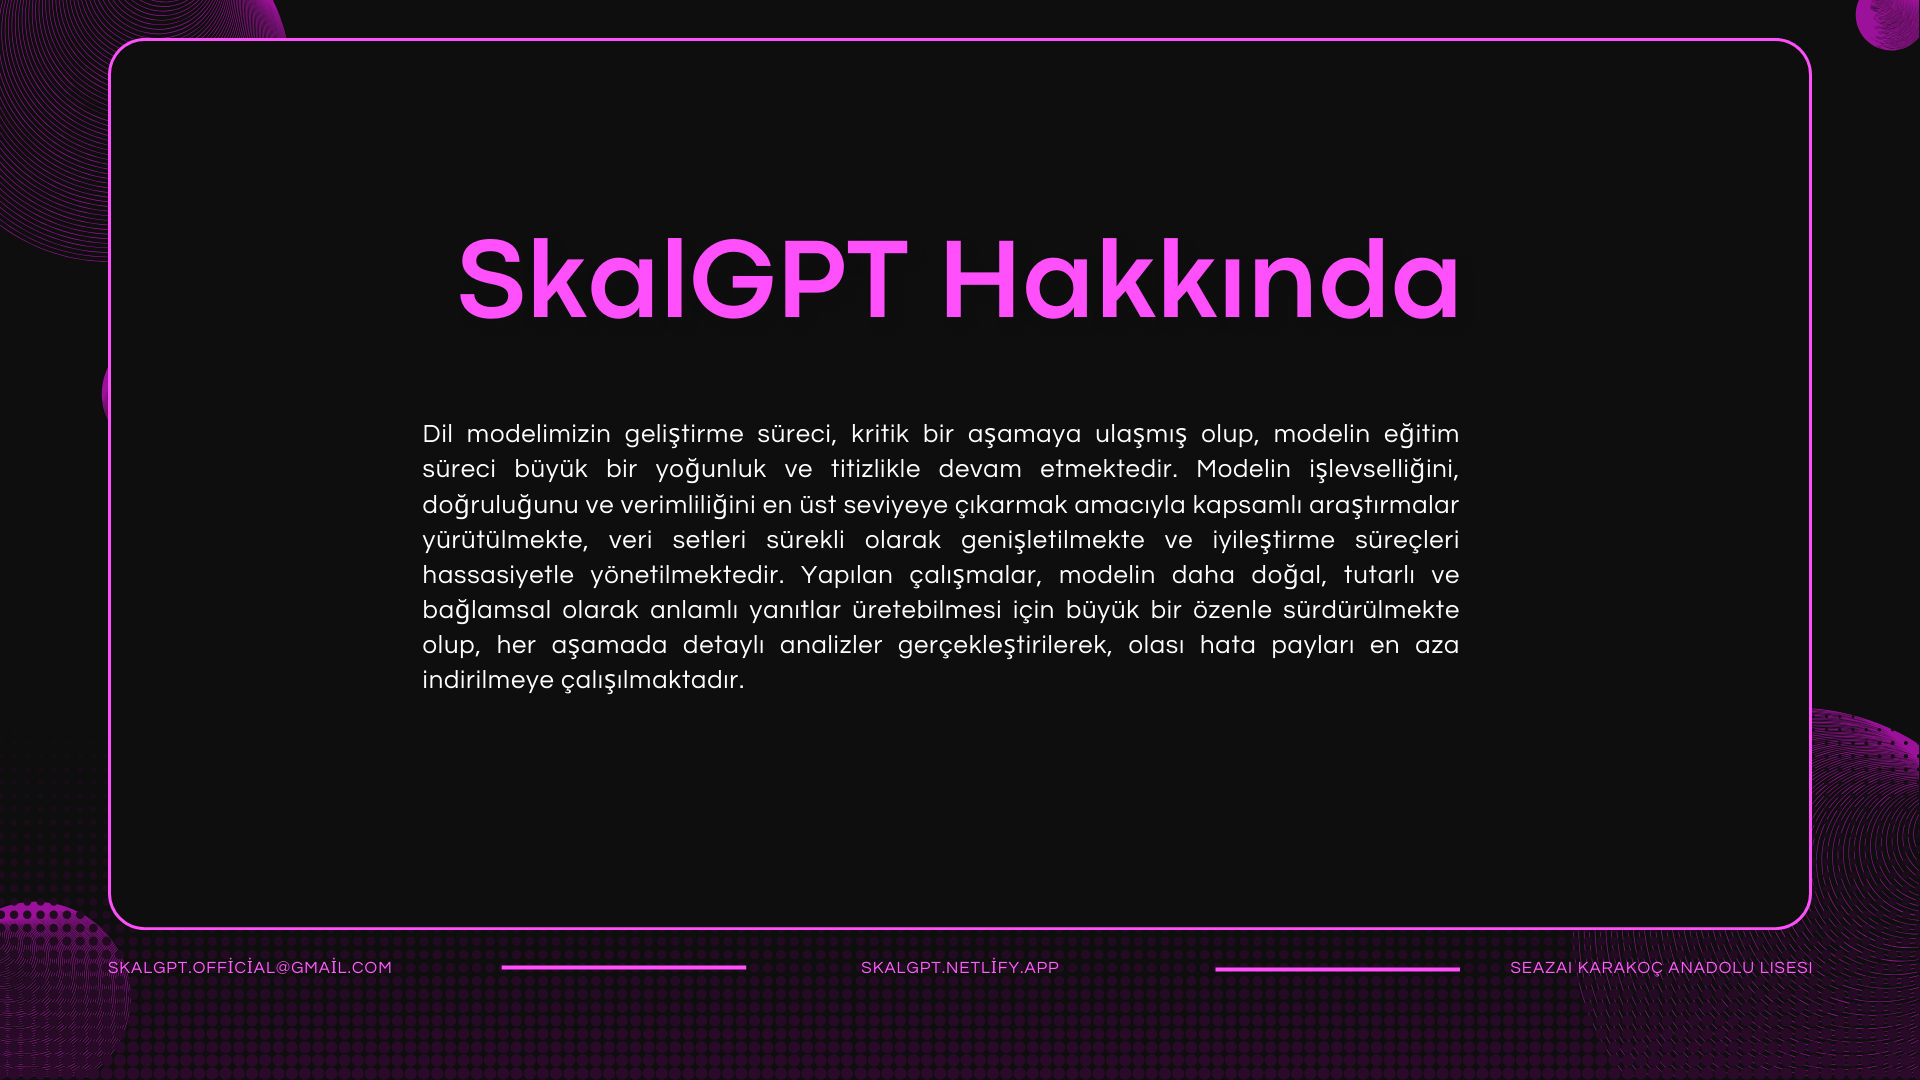 SkalGPT Hakkında
Dil modelimizin geliştirme süreci, kritik bir aşamaya ulaşmış olup, modelin eğitim
süreci büyük bir yoğunluk ve titizlikle devam etmektedir. Modelin işlevselliğini,
doğruluğunu ve verimliliğini en üst seviyeye çıkarmak amacıyla kapsamlı araştırmalar
yürütülmekte, veri setleri sürekli olarak genişletilmekte ve iyileştirme süreçleri
hassasiyetle yönetilmektedir. Yapılan çalışmalar, modelin daha doğal, tutarlı ve
bağlamsal olarak anlamlı yanıtlar üretebilmesi için büyük bir özenle sürdürülmekte
olup, her aşamada detaylı analizler gerçekleştirilerek, olası hata payları en aza
indirilmeye çalışılmaktadır.
SKALGPT.OFFİCİAL@GMAİL.COM
SKALGPT.NETLİFY.APP
SEAZAI KARAKOÇ ANADOLU LISESI